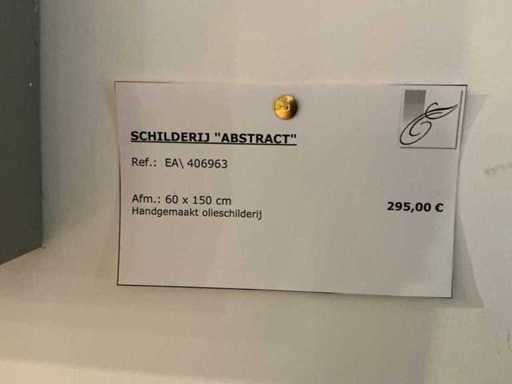 SCHILDERIJ "ABSTRACT"
Ref.: EA\ 406963
Afm.: 60 x 150 cm
Handgemaakt olieschilderij
295,00 €